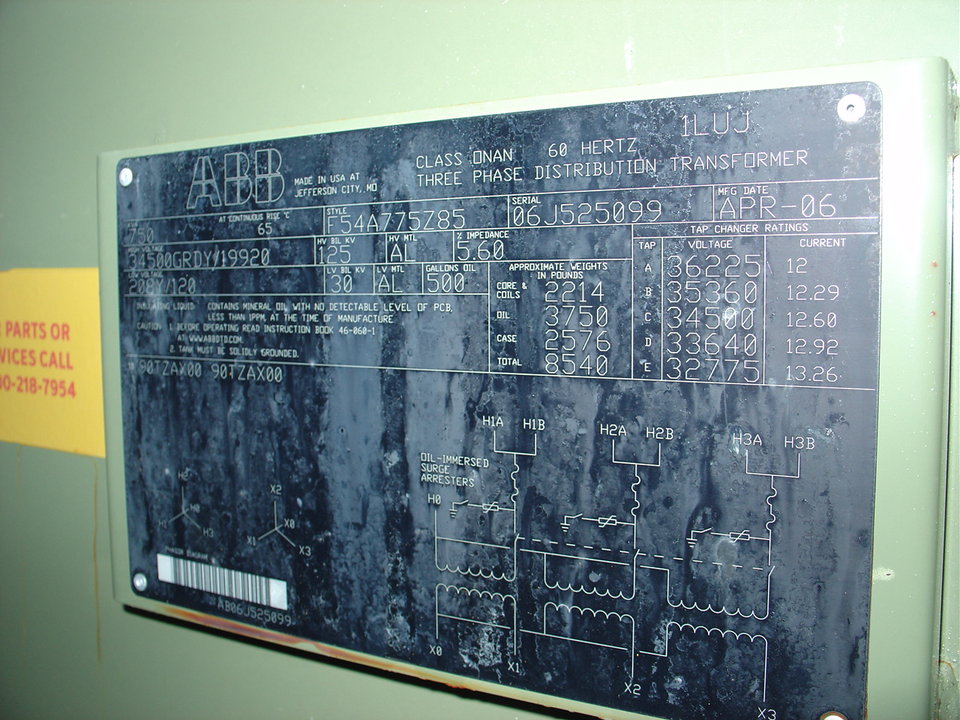 1LUJ
ABB
MADE IN USA AT
JEFFERSON CITY, MO
CLASS ONAN 60 HERTZ
THREE PHASE DISTRIBUTION TRANSFORMER
750
AT CONTINUOUS RISE °C
65
STYLE
F54A775Z85
SERIAL
06J525099
MFG DATE
APR-06
VOLTAGE
34500GRDY/19920
HV BIL KV
125
HV MTL
AL
% IMPEDANCE
5.60
LOW VOLTAGE
208Y/120
LV BIL KV
30
LV MTL
AL
GALLONS OIL
500
INSULATING LIQUID CONTAINS MINERAL OIL WITH NO DETECTABLE LEVEL OF PCB,
LESS THAN 1PPM, AT THE TIME OF MANUFACTURE
CAUTION: 1. BEFORE OPERATING READ INSTRUCTION BOOK 46-060-1
AT WWW.ABBDTD.COM.
2. TANK MUST BE SOLIDLY GROUNDED.
90TZAX00 90TZAX00
APPROXIMATE WEIGHTS
IN POUNDS
CORE &
COILS 2214
OIL 3750
CASE 2576
TOTAL 8540
TAP CHANGER RATINGS
TAP VOLTAGE CURRENT
A 36225 12
B 35360 12.29
C 34500 12.60
D 33640 12.92
E 32775 13.26
PARTS OR
VICES CALL
218-7954
H1A H1B H2A H2B H3A H3B
OIL-IMMERSED
SURGE
ARRESTERS
H0
H2
H1 H0
H3
X2
X0
X1
X3
PHASOR DIAGRAM
AB06J525099
X0 X1 X2 X3